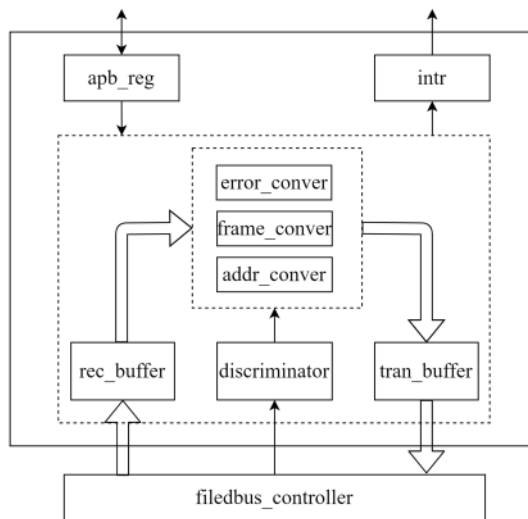 apb_reg
intr
error_conver
frame_conver
addr_conver
rec_buffer
discriminator
tran_buffer
filedbus_controller